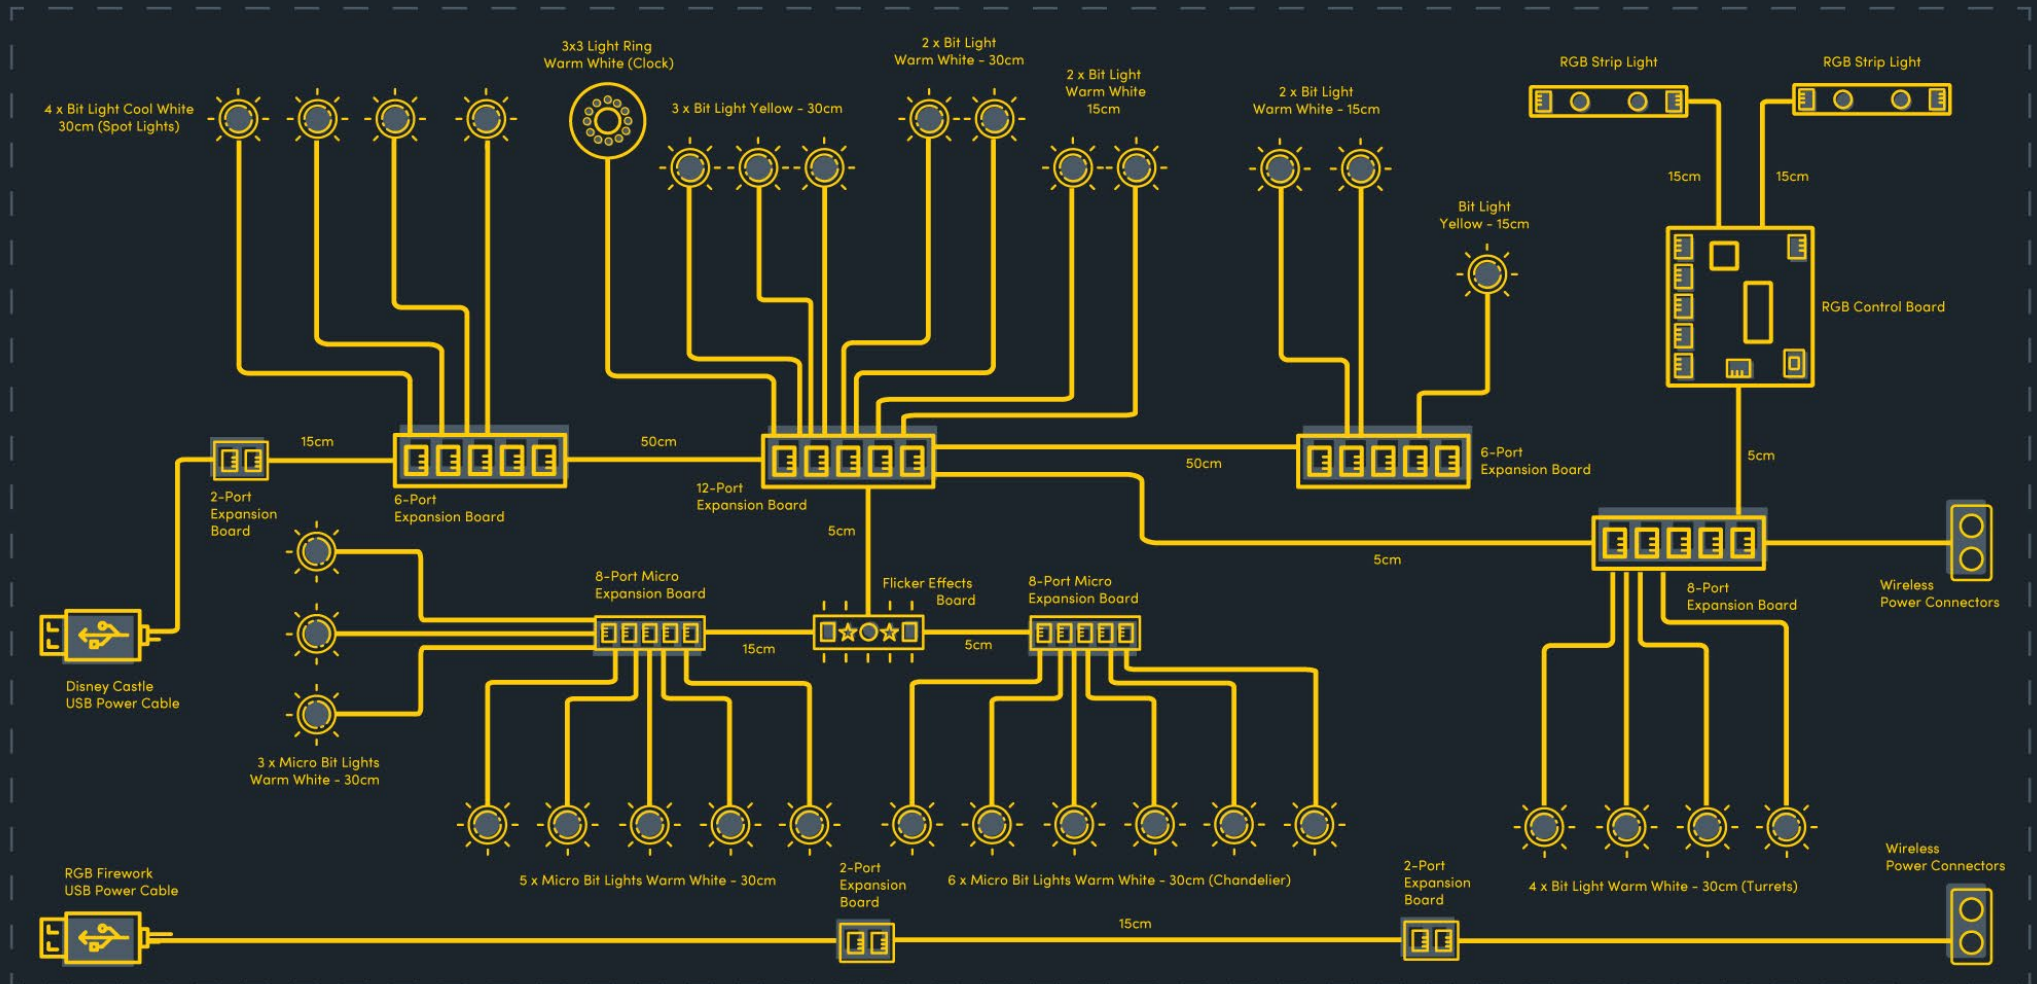 3x3 Light Ring
Warm White (Clock)
2 x Bit Light
Warm White - 30cm
RGB Strip Light
RGB Strip Light
4 x Bit Light Cool White
30cm (Spot Lights)
3 x Bit Light Yellow - 30cm
2 x Bit Light
Warm White
15cm
2 x Bit Light
Warm White - 15cm
15cm
15cm
Bit Light
Yellow - 15cm
RGB Control Board
15cm
50cm
50cm
6-Port
Expansion Board
5cm
2-Port
Expansion
Board
6-Port
Expansion Board
12-Port
Expansion Board
5cm
5cm
8-Port Micro
Expansion Board
Flicker Effects
Board
8-Port Micro
Expansion Board
8-Port
Expansion Board
Wireless
Power Connectors
15cm
5cm
Disney Castle
USB Power Cable
3 x Micro Bit Lights
Warm White - 30cm
RGB Firework
USB Power Cable
5 x Micro Bit Lights Warm White - 30cm
2-Port
Expansion
Board
6 x Micro Bit Lights Warm White - 30cm (Chandelier)
2-Port
Expansion
Board
4 x Bit Light Warm White - 30cm (Turrets)
Wireless
Power Connectors
15cm